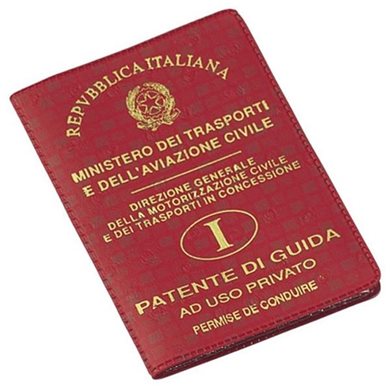 REPVBBLICA ITALIANA
MINISTERO DEI TRASPORTI
E DELL'AVIAZIONE CIVILE
DIREZIONE GENERALE
DELLA MOTORIZZAZIONE CIVILE
E DEI TRASPORTI IN CONCESSIONE
I
PATENTE DI GUIDA
AD USO PRIVATO
PERMISE DE CONDUIRE